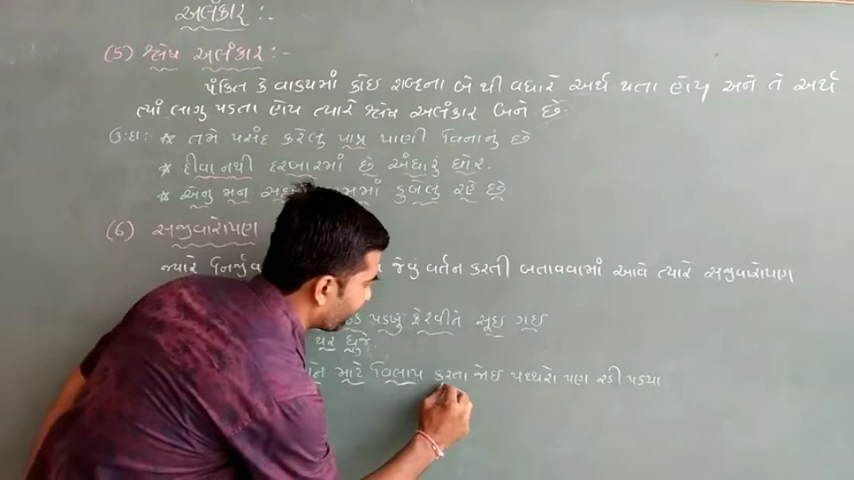 અલંકાર :-
(5) શ્લેષ અલંકાર :-
પંક્તિ કે વાક્યમાં કોઇ શબ્દના બે થી વધારે અર્થ થતા હોય અને તે અર્થ
ત્યાં લાગુ પડતા હોય ત્યારે શ્લેષ અલંકાર બને છે.
ઉ.દા.: * તમે પસંદ કરેલું પાત્ર પાણી વિનાનું છે
* દીવાનથી દરબારમાં છે અંધારું ઘોર.
* એનુ મન ડુબેલુ રહે છે
(6) સજીવારોપણ
જ્યારે જેવું વર્તન કરતી બતાવવામાં આવે ત્યારે સજીવારોપણ
પડખું ફેરવીને સૂઇ ગઇ
થર ધ્રુજે.
માટે વિલાપ કરતા જોઇ પથ્થરો પણ રડી પડયા